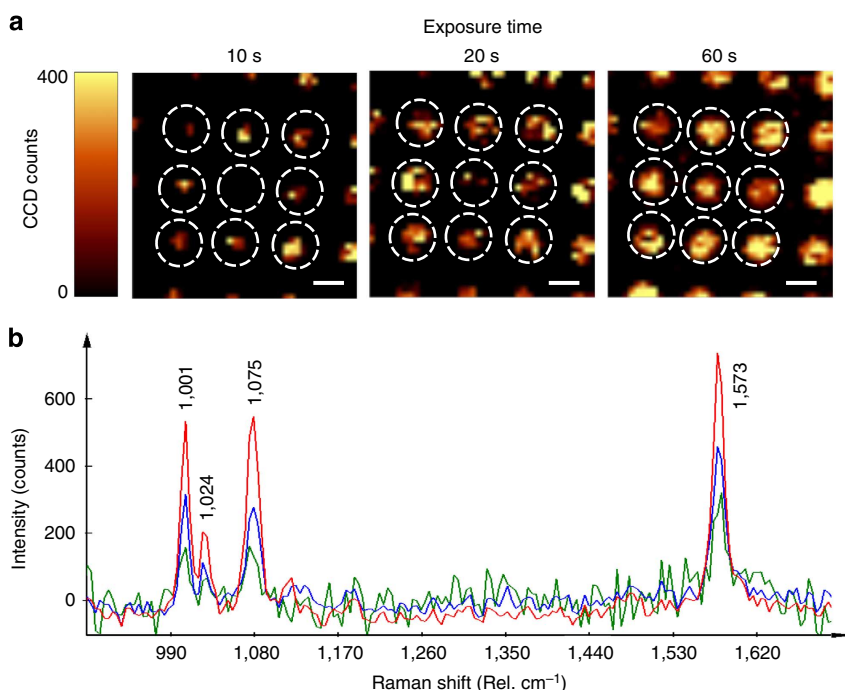 a
Exposure time
10 s 20 s 60 s
400
CCD counts
0
b
600
400
200
0
Intensity (counts)
1,001
1,024
1,075
1,573
990 1,080 1,170 1,260 1,350 1,440 1,530 1,620
Raman shift (Rel. cm⁻¹)